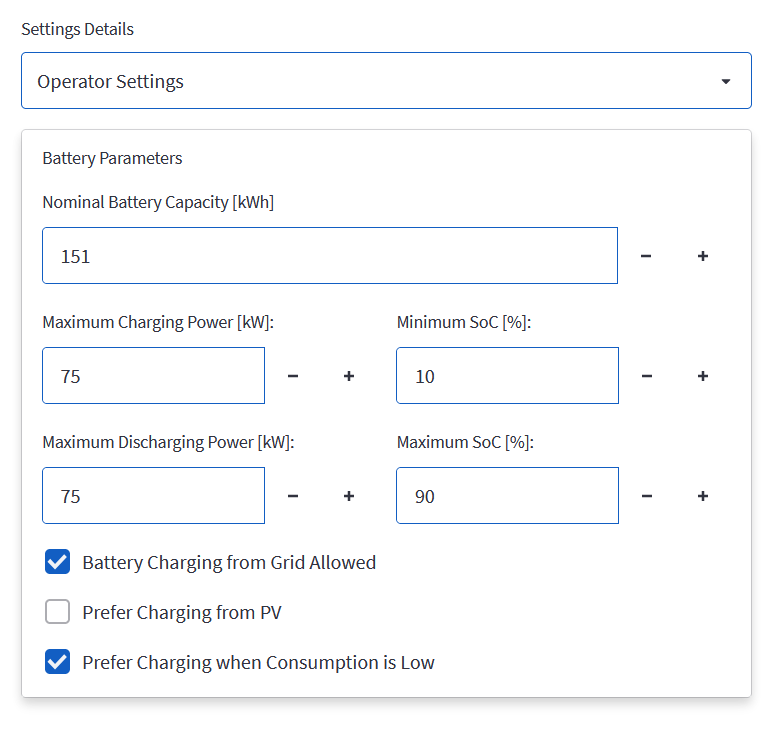 Settings Details
Operator Settings
Battery Parameters
Nominal Battery Capacity [kWh]
151
Maximum Charging Power [kW]:
Minimum SoC [%]:
75
10
Maximum Discharging Power [kW]:
Maximum SoC [%]:
75
90
Battery Charging from Grid Allowed
Prefer Charging from PV
Prefer Charging when Consumption is Low